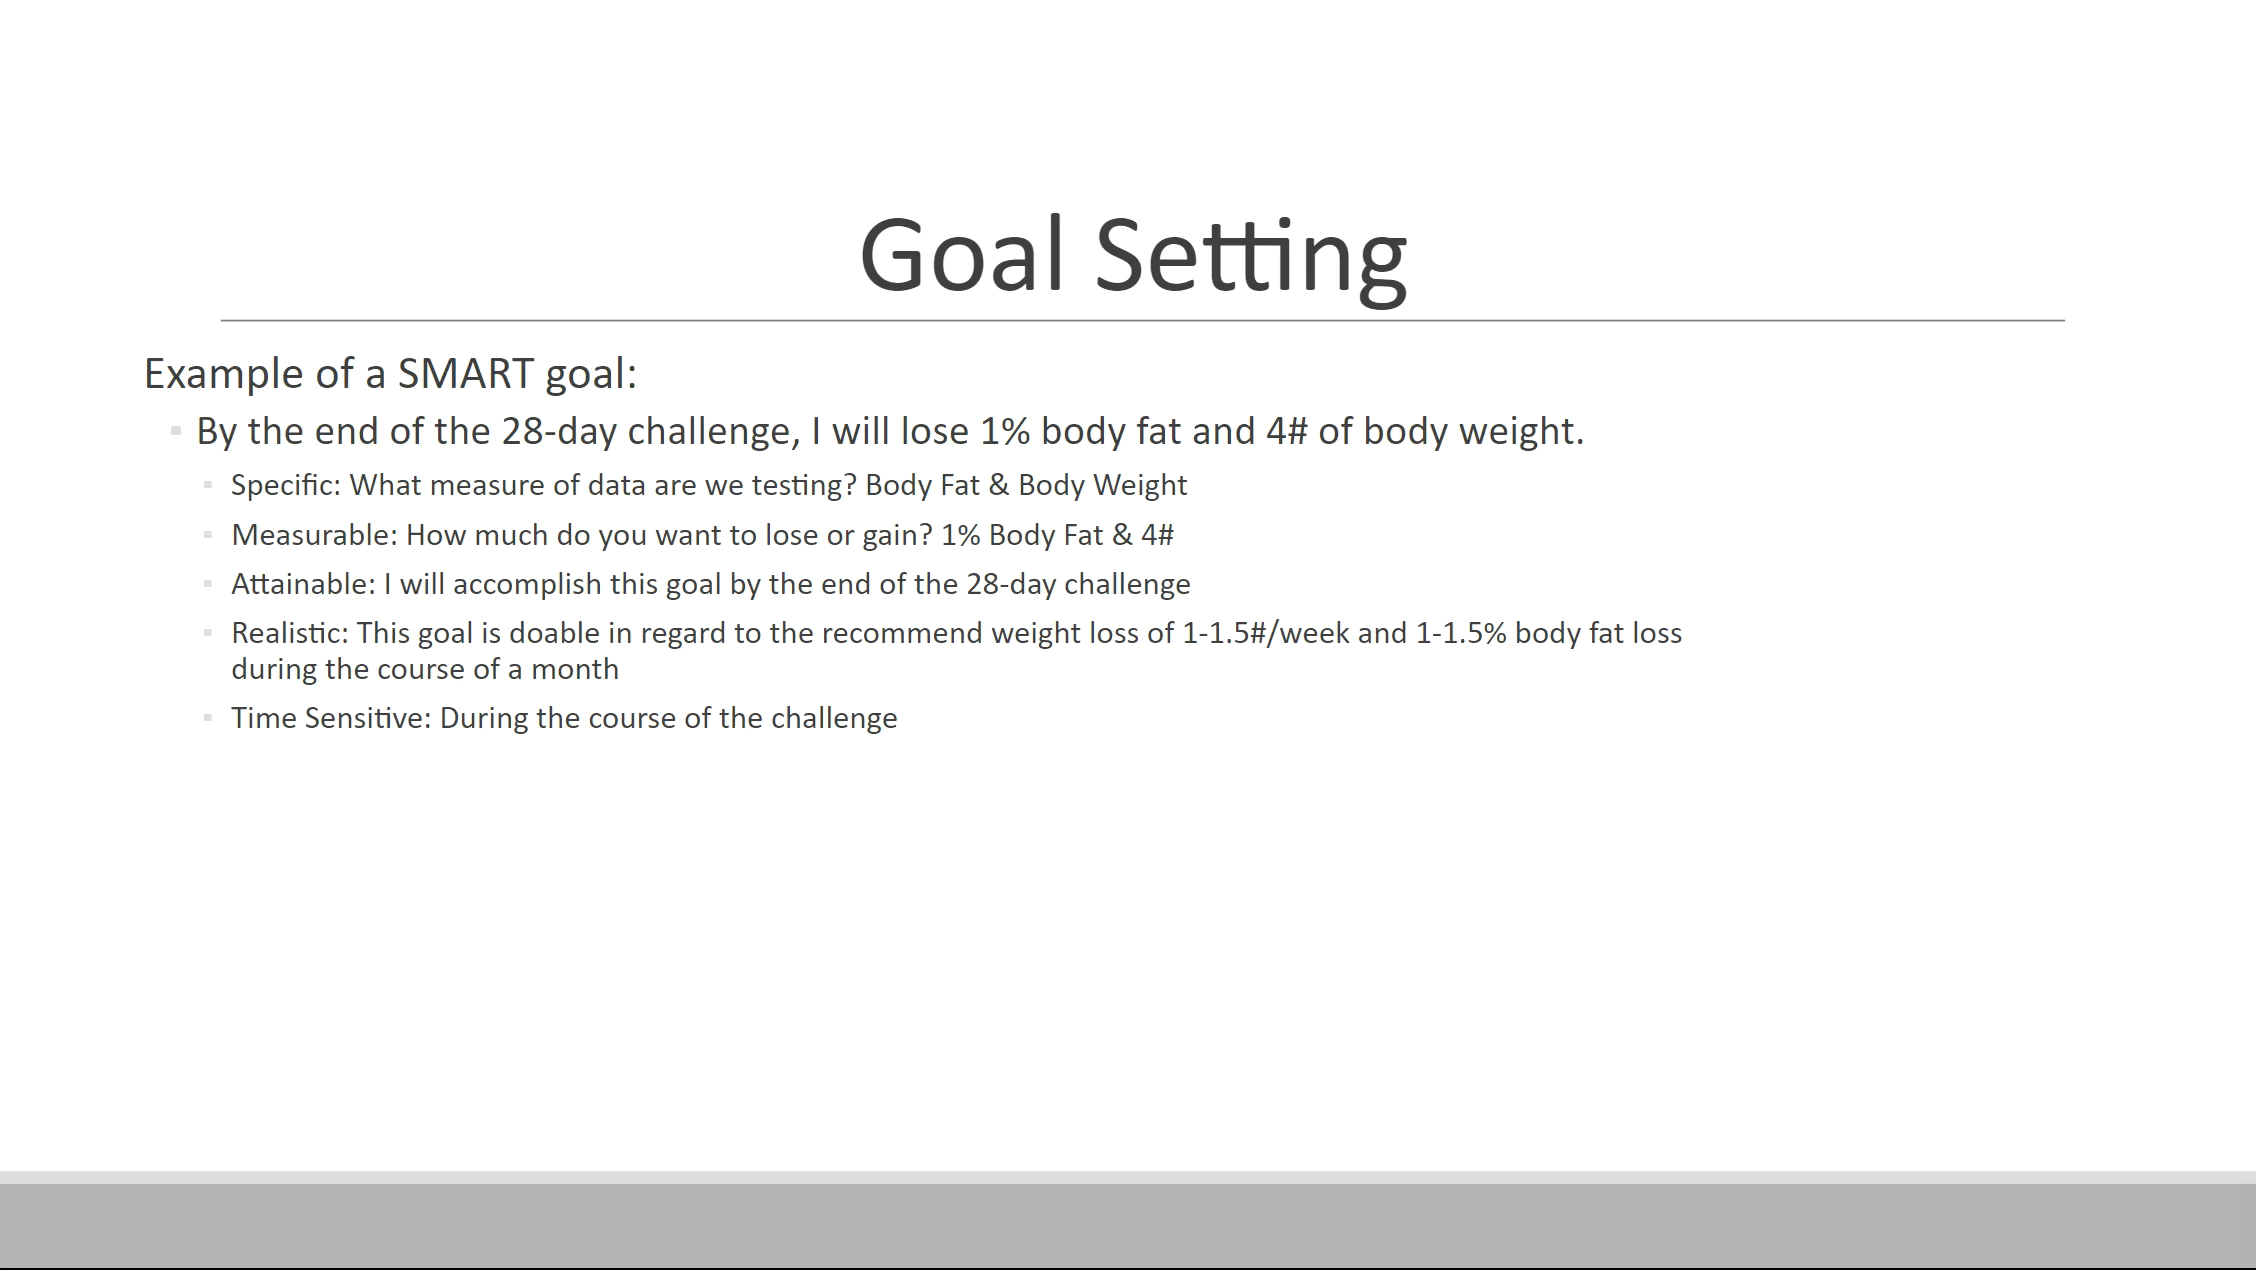 Goal Setting
Example of a SMART goal:
By the end of the 28-day challenge, I will lose 1% body fat and 4# of body weight.
Specific: What measure of data are we testing? Body Fat & Body Weight
Measurable: How much do you want to lose or gain? 1% Body Fat & 4#
Attainable: I will accomplish this goal by the end of the 28-day challenge
Realistic: This goal is doable in regard to the recommend weight loss of 1-1.5#/week and 1-1.5% body fat loss
during the course of a month
Time Sensitive: During the course of the challenge